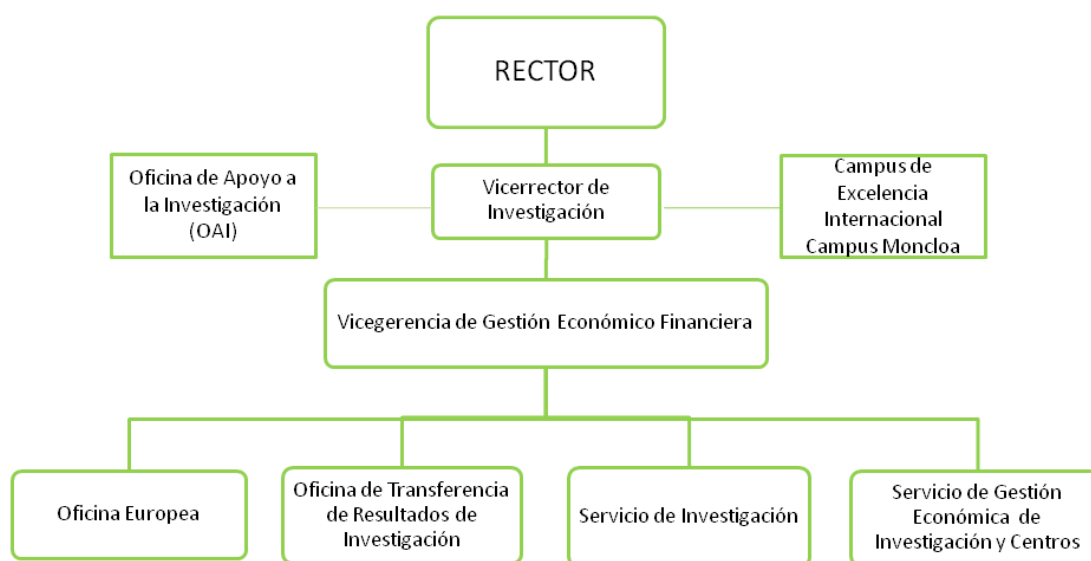 RECTOR
Oficina de Apoyo a
la Investigación
(OAI)
Vicerrector de
Investigación
Campus de
Excelencia
Internacional
Campus Moncloa
Vicegerencia de Gestión Económico Financiera
Oficina Europea
Oficina de Transferencia
de Resultados de
Investigación
Servicio de Investigación
Servicio de Gestión
Económica de
Investigación y Centros